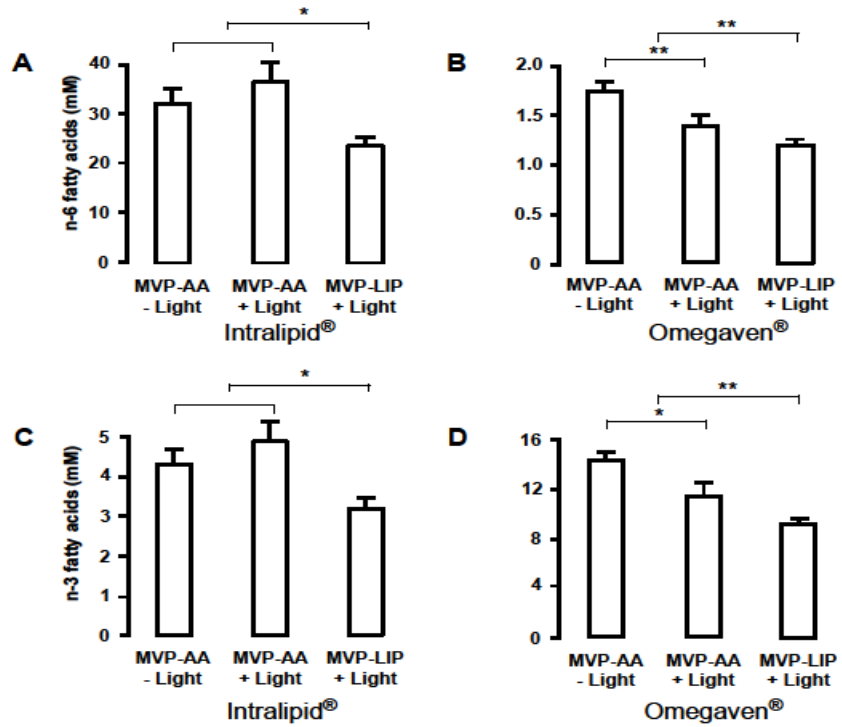 *
A
n-6 fatty acids (mM)
40
30
20
10
0
MVP-AA MVP-AA MVP-LIP
- Light + Light + Light
Intralipid®
**
**
B
2.0
1.5
1.0
0.5
0
MVP-AA MVP-AA MVP-LIP
- Light + Light + Light
Omegaven®
*
C
n-3 fatty acids (mM)
5
4
3
2
1
0
MVP-AA MVP-AA MVP-LIP
- Light + Light + Light
Intralipid®
**
*
D
16
12
8
4
0
MVP-AA MVP-AA MVP-LIP
- Light + Light + Light
Omegaven®